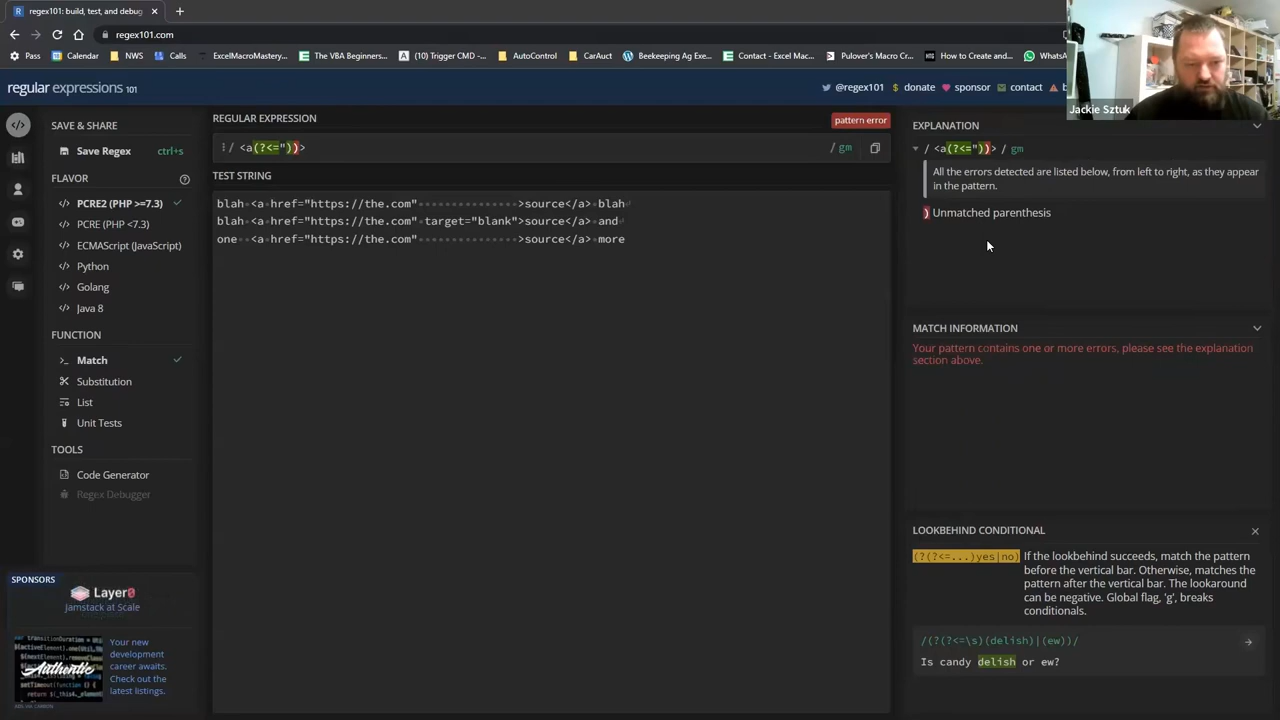 regex101: build, test, and debug
regex101.com
Pass
Calendar
NWS
Calls
ExcelMacroMastery...
The VBA Beginners...
(10) Trigger CMD -...
AutoControl
CarAuct
Beekeeping Ag Exe...
Contact - Excel Mac...
Pulover's Macro Cr...
How to Create and...
WhatsA
regular expressions 101
@regex101
donate
sponsor
contact
Jackie Sztuk
SAVE & SHARE
Save Regex
ctrl+s
FLAVOR
PCRE2 (PHP >=7.3)
PCRE (PHP <7.3)
ECMAScript (JavaScript)
Python
Golang
Java 8
FUNCTION
Match
Substitution
List
Unit Tests
TOOLS
Code Generator
Regex Debugger
SPONSORS
Layer0
Jamstack at Scale
Authentic
Your new
development
career awaits.
Check out the
latest listings.
REGULAR EXPRESSION
pattern error
/ <a(?<="))>
/ gm
TEST STRING
blah·<a·href="https://the.com"···············>source</a>·blah
blah·<a·href="https://the.com"·target="blank">source</a>·and
one··<a·href="https://the.com"···············>source</a>·more
EXPLANATION
/ <a(?<="))> / gm
All the errors detected are listed below, from left to right, as they appear
in the pattern.
) Unmatched parenthesis
MATCH INFORMATION
Your pattern contains one or more errors, please see the explanation
section above.
LOOKBEHIND CONDITIONAL
(?(?<=...)yes|no)
If the lookbehind succeeds, match the pattern
before the vertical bar. Otherwise, matches the
pattern after the vertical bar. The lookaround
can be negative. Global flag, 'g', breaks
conditionals.
/(?(?<=\s)(delish)|(ew))/
Is candy delish or ew?